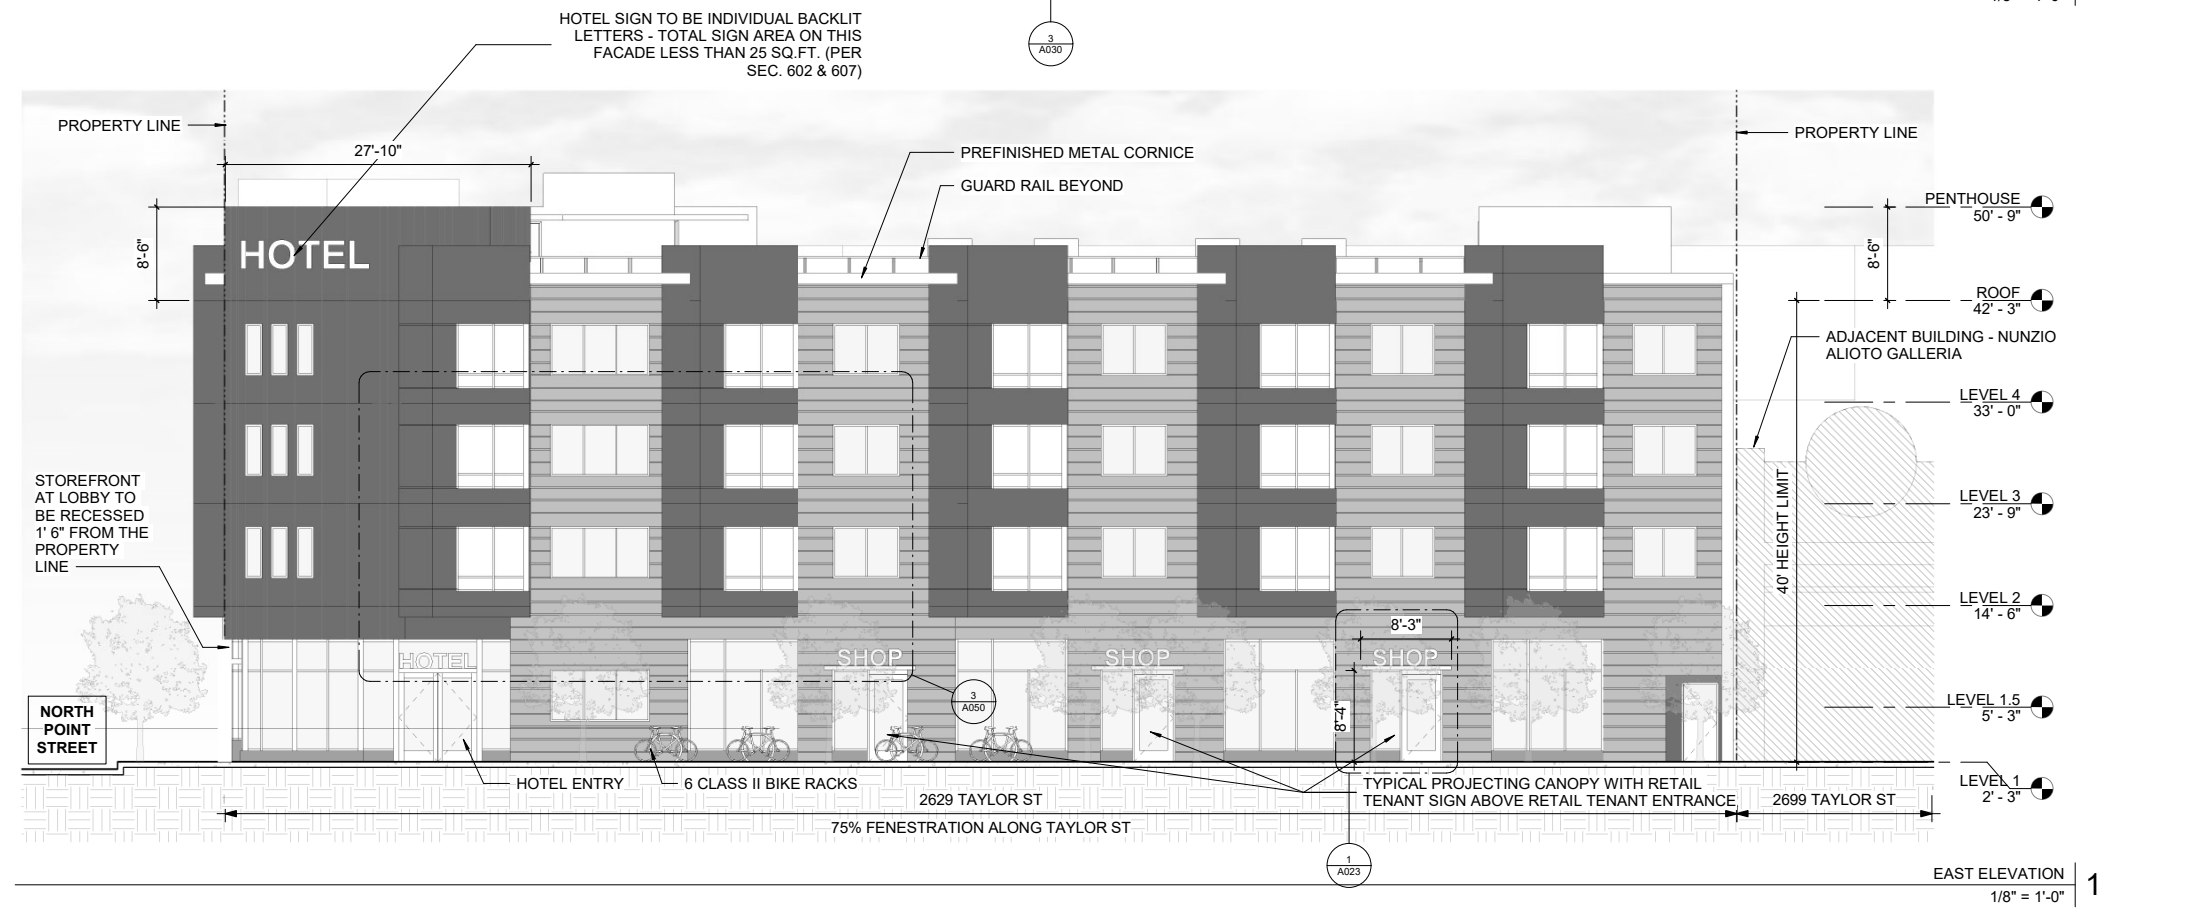 HOTEL SIGN TO BE INDIVIDUAL BACKLIT
LETTERS - TOTAL SIGN AREA ON THIS
FACADE LESS THAN 25 SQ.FT. (PER
SEC. 602 & 607)
3
A030
PROPERTY LINE
27'-10"
PREFINISHED METAL CORNICE
GUARD RAIL BEYOND
PROPERTY LINE
8'-6"
HOTEL
PENTHOUSE
50' - 9"
8'-6"
ROOF
42' - 3"
ADJACENT BUILDING - NUNZIO
ALIOTO GALLERIA
LEVEL 4
33' - 0"
STOREFRONT
AT LOBBY TO
BE RECESSED
1' 6" FROM THE
PROPERTY
LINE
40' HEIGHT LIMIT
LEVEL 3
23' - 9"
LEVEL 2
14' - 6"
8'-3"
HOTEL
SHOP
SHOP
SHOP
3
A050
8'-4"
NORTH
POINT
STREET
LEVEL 1.5
5' - 3"
HOTEL ENTRY
6 CLASS II BIKE RACKS
TYPICAL PROJECTING CANOPY WITH RETAIL
TENANT SIGN ABOVE RETAIL TENANT ENTRANCE
LEVEL 1
2' - 3"
2629 TAYLOR ST
2699 TAYLOR ST
75% FENESTRATION ALONG TAYLOR ST
1
A023
EAST ELEVATION
1/8" = 1'-0"
1